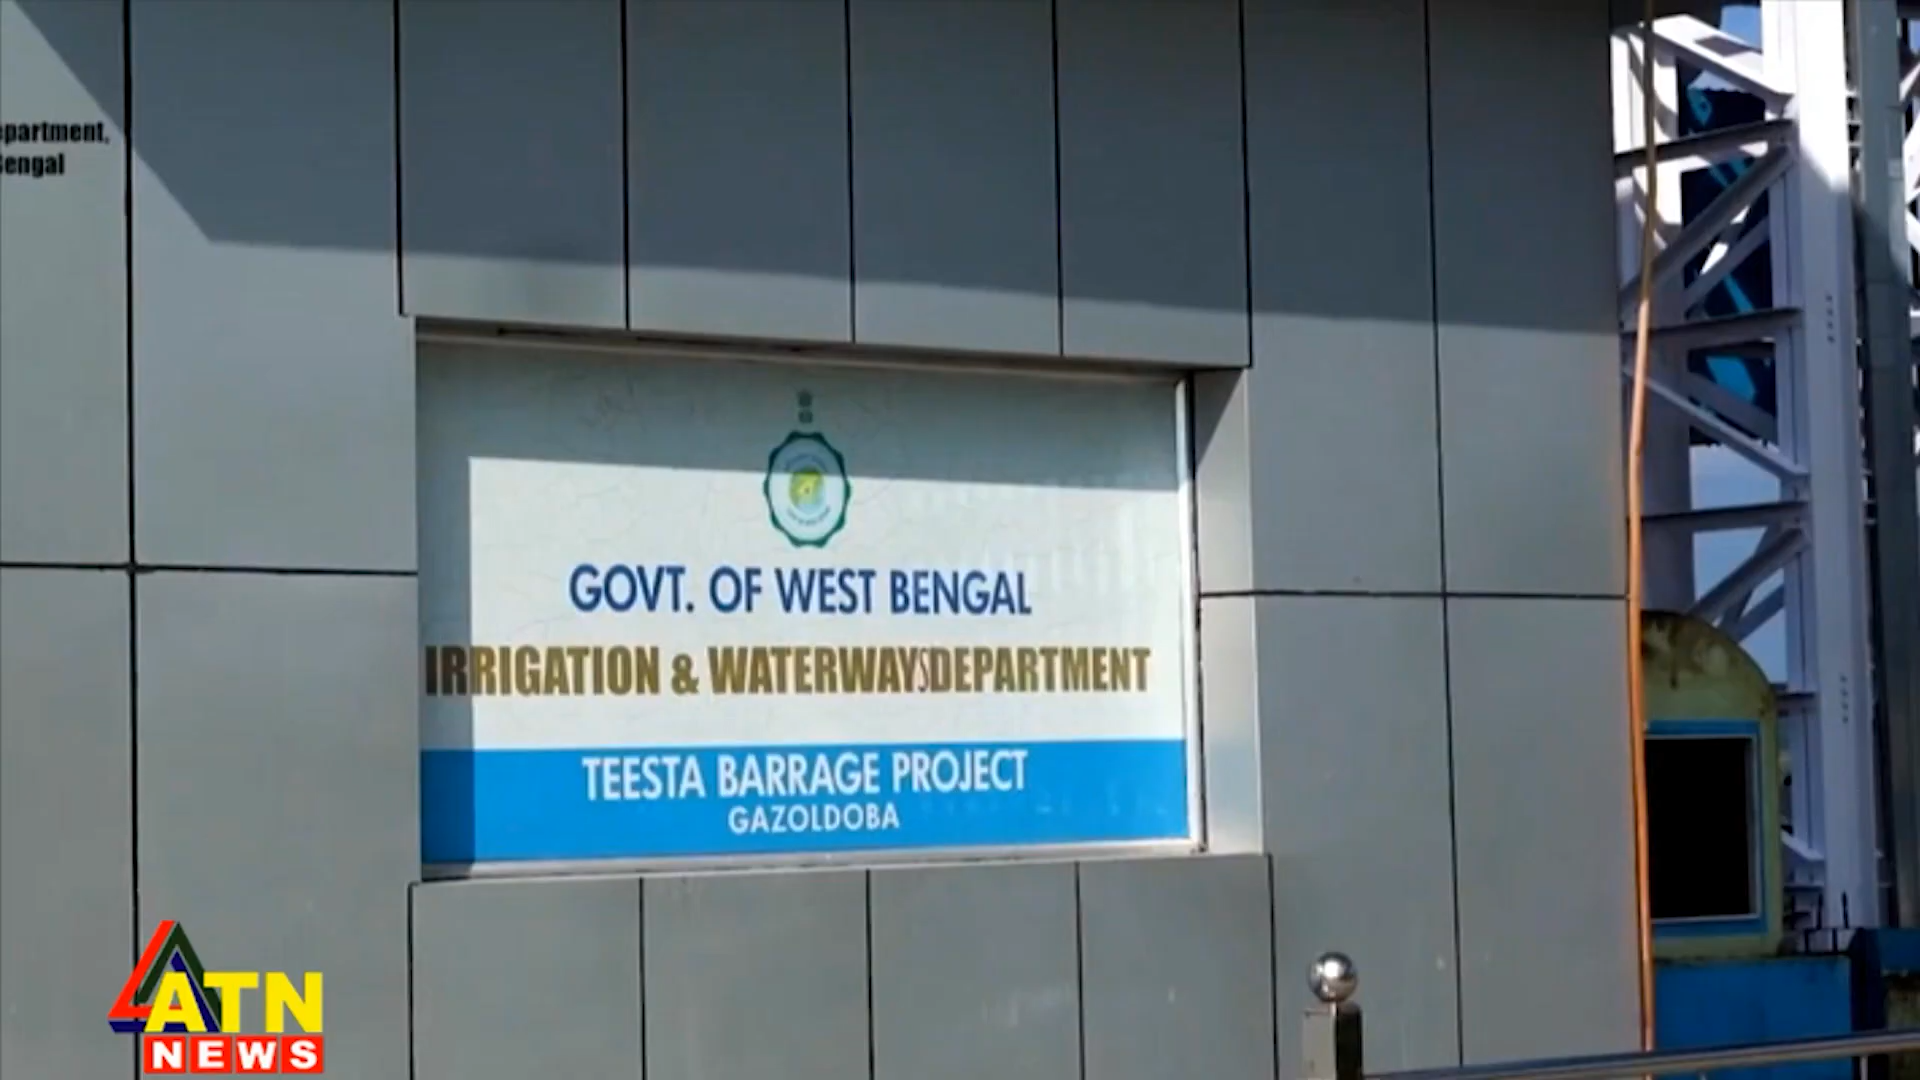 epartment,
Bengal
GOVT. OF WEST BENGAL
IRRIGATION & WATERWAYS DEPARTMENT
TEESTA BARRAGE PROJECT
GAZOLDOBA
ATN
NEWS